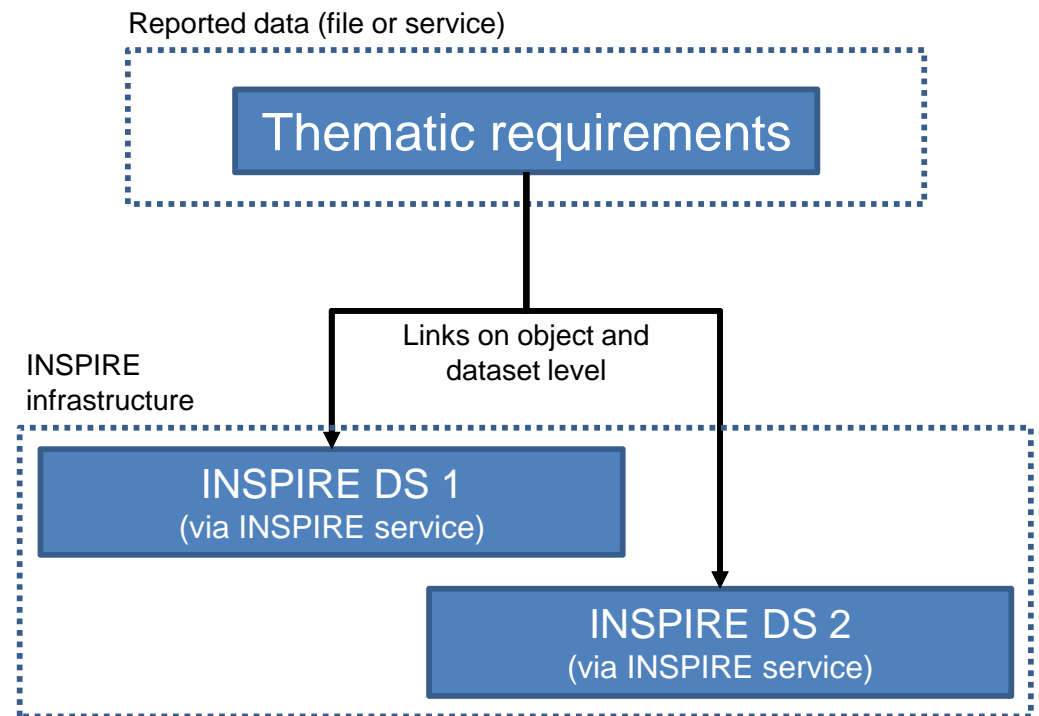 Reported data (file or service)
Thematic requirements
Links on object and
dataset level
INSPIRE
infrastructure
INSPIRE DS 1
(via INSPIRE service)
INSPIRE DS 2
(via INSPIRE service)